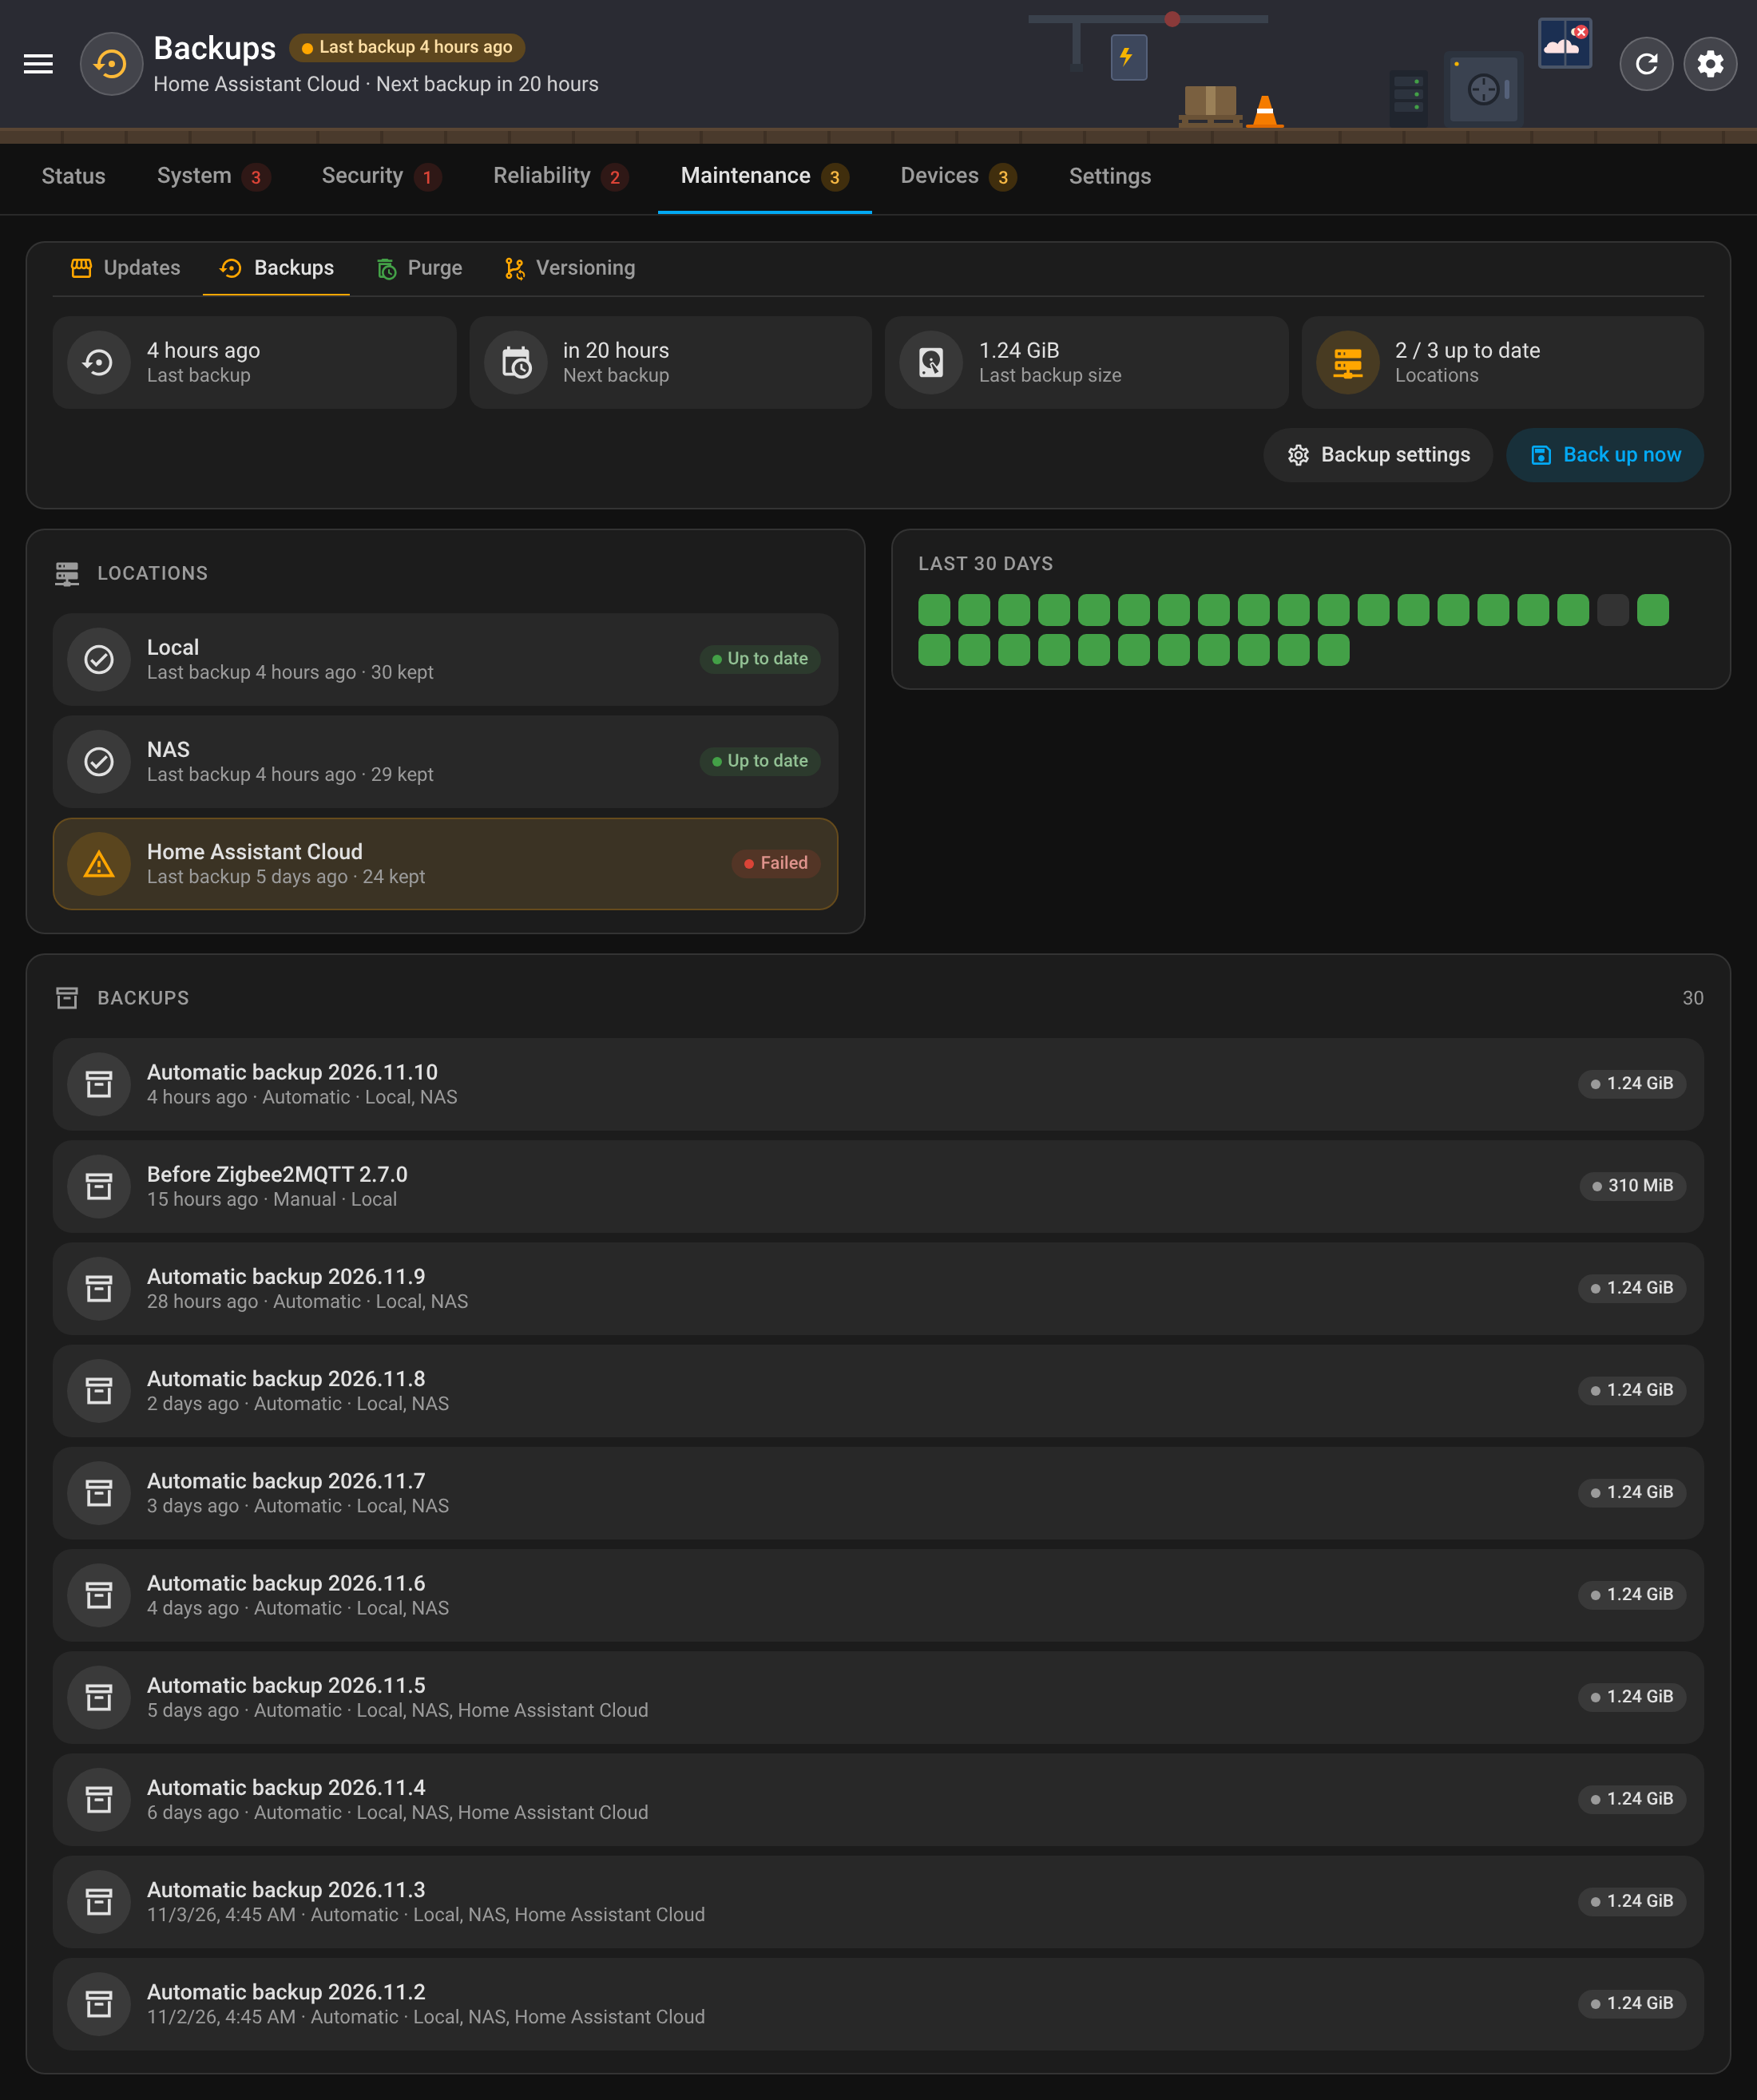 Backups
Last backup 4 hours ago
Home Assistant Cloud · Next backup in 20 hours
Status
System 3
Security 1
Reliability 2
Maintenance 3
Devices 3
Settings
Updates
Backups
Purge
Versioning
4 hours ago
Last backup
in 20 hours
Next backup
1.24 GiB
Last backup size
2 / 3 up to date
Locations
Backup settings
Back up now
LOCATIONS
Local
Last backup 4 hours ago · 30 kept
Up to date
NAS
Last backup 4 hours ago · 29 kept
Up to date
Home Assistant Cloud
Last backup 5 days ago · 24 kept
Failed
LAST 30 DAYS
BACKUPS
30
Automatic backup 2026.11.10
4 hours ago · Automatic · Local, NAS
1.24 GiB
Before Zigbee2MQTT 2.7.0
15 hours ago · Manual · Local
310 MiB
Automatic backup 2026.11.9
28 hours ago · Automatic · Local, NAS
1.24 GiB
Automatic backup 2026.11.8
2 days ago · Automatic · Local, NAS
1.24 GiB
Automatic backup 2026.11.7
3 days ago · Automatic · Local, NAS
1.24 GiB
Automatic backup 2026.11.6
4 days ago · Automatic · Local, NAS
1.24 GiB
Automatic backup 2026.11.5
5 days ago · Automatic · Local, NAS, Home Assistant Cloud
1.24 GiB
Automatic backup 2026.11.4
6 days ago · Automatic · Local, NAS, Home Assistant Cloud
1.24 GiB
Automatic backup 2026.11.3
11/3/26, 4:45 AM · Automatic · Local, NAS, Home Assistant Cloud
1.24 GiB
Automatic backup 2026.11.2
11/2/26, 4:45 AM · Automatic · Local, NAS, Home Assistant Cloud
1.24 GiB